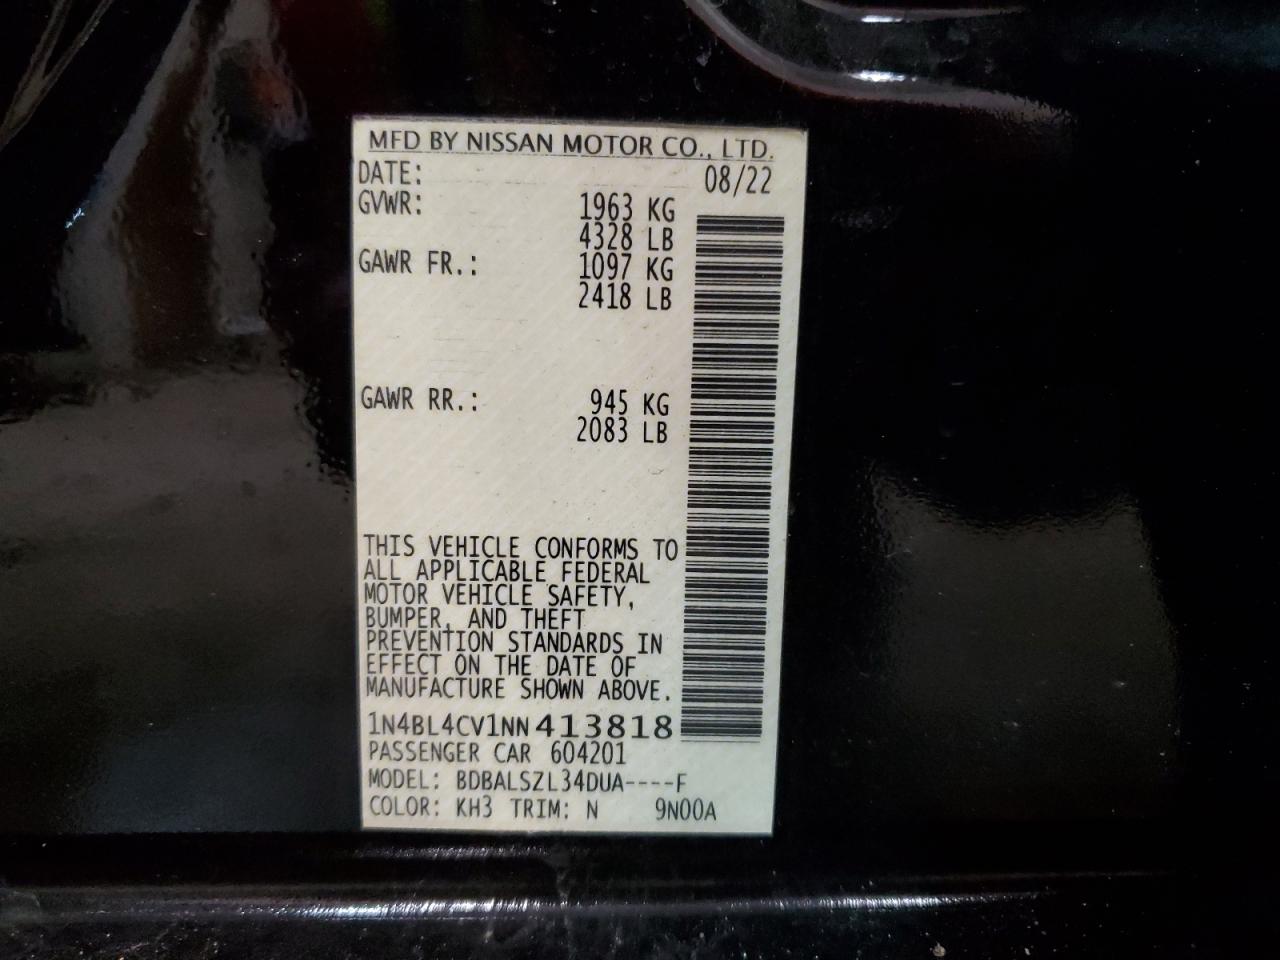 MFD BY NISSAN MOTOR CO., LTD.
DATE: 08/22
GVWR: 1963 KG
4328 LB
GAWR FR.: 1097 KG
2418 LB
GAWR RR.: 945 KG
2083 LB
THIS VEHICLE CONFORMS TO
ALL APPLICABLE FEDERAL
MOTOR VEHICLE SAFETY,
BUMPER, AND THEFT
PREVENTION STANDARDS IN
EFFECT ON THE DATE OF
MANUFACTURE SHOWN ABOVE.
1N4BL4CV1NN413818
PASSENGER CAR 604201
MODEL: BDBALSZL34DUA----F
COLOR: KH3 TRIM: N 9N00A